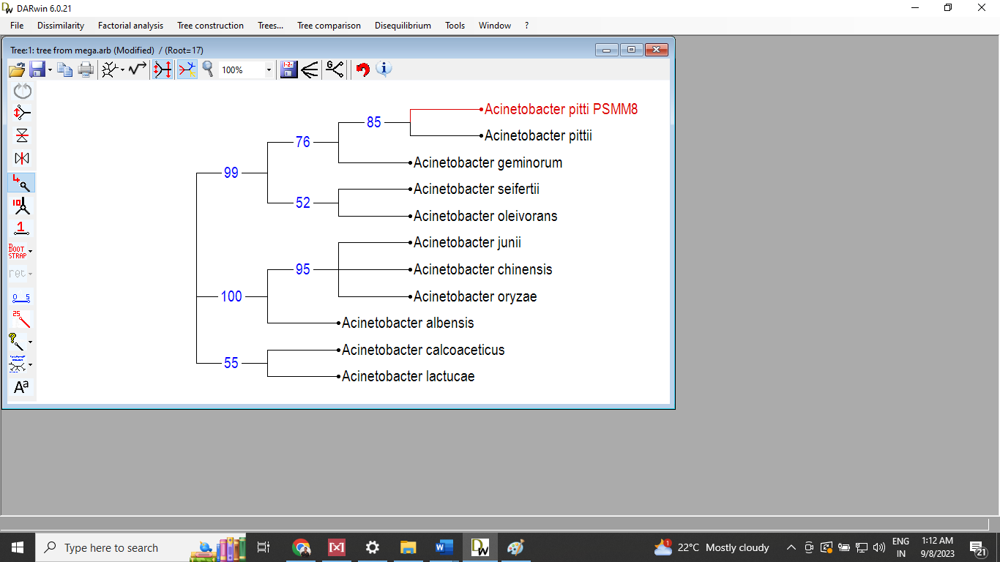 DARwin 6.0.21
File Dissimilarity Factorial analysis Tree construction Trees... Tree comparison Disequilibrium Tools Window ?
Tree:1: tree from mega.arb (Modified) / (Root=17)
100%
Acinetobacter pitti PSMM8
85
Acinetobacter pittii
76
Acinetobacter geminorum
99
Acinetobacter seifertii
52
Acinetobacter oleivorans
Acinetobacter junii
95
Acinetobacter chinensis
100
Acinetobacter oryzae
Acinetobacter albensis
Acinetobacter calcoaceticus
55
Acinetobacter lactucae
10
1
BOOT
STRAP
ret
0 5
25
Aa
Type here to search
1
22°C Mostly cloudy
ENG
IN
1:12 AM
9/8/2023
21